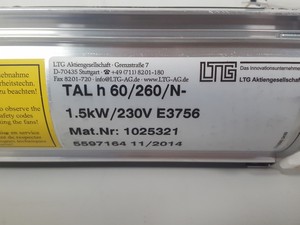 LTG Aktiengesellschaft · Grenzstraße 7
D-70435 Stuttgart · ☎ +49 (711) 8201-180
Fax 8201-720 · info@LTG-AG.de · www.LTG-AG.de
LTG
Das Innovationsunternehmen
LTG Aktiengesellschaft
TAL h 60/260/N-
1.5kW/230V E3756
Mat.Nr: 1025321
5597164 11/2014
zu beachten!
to observe the
safety codes
ing the fans!